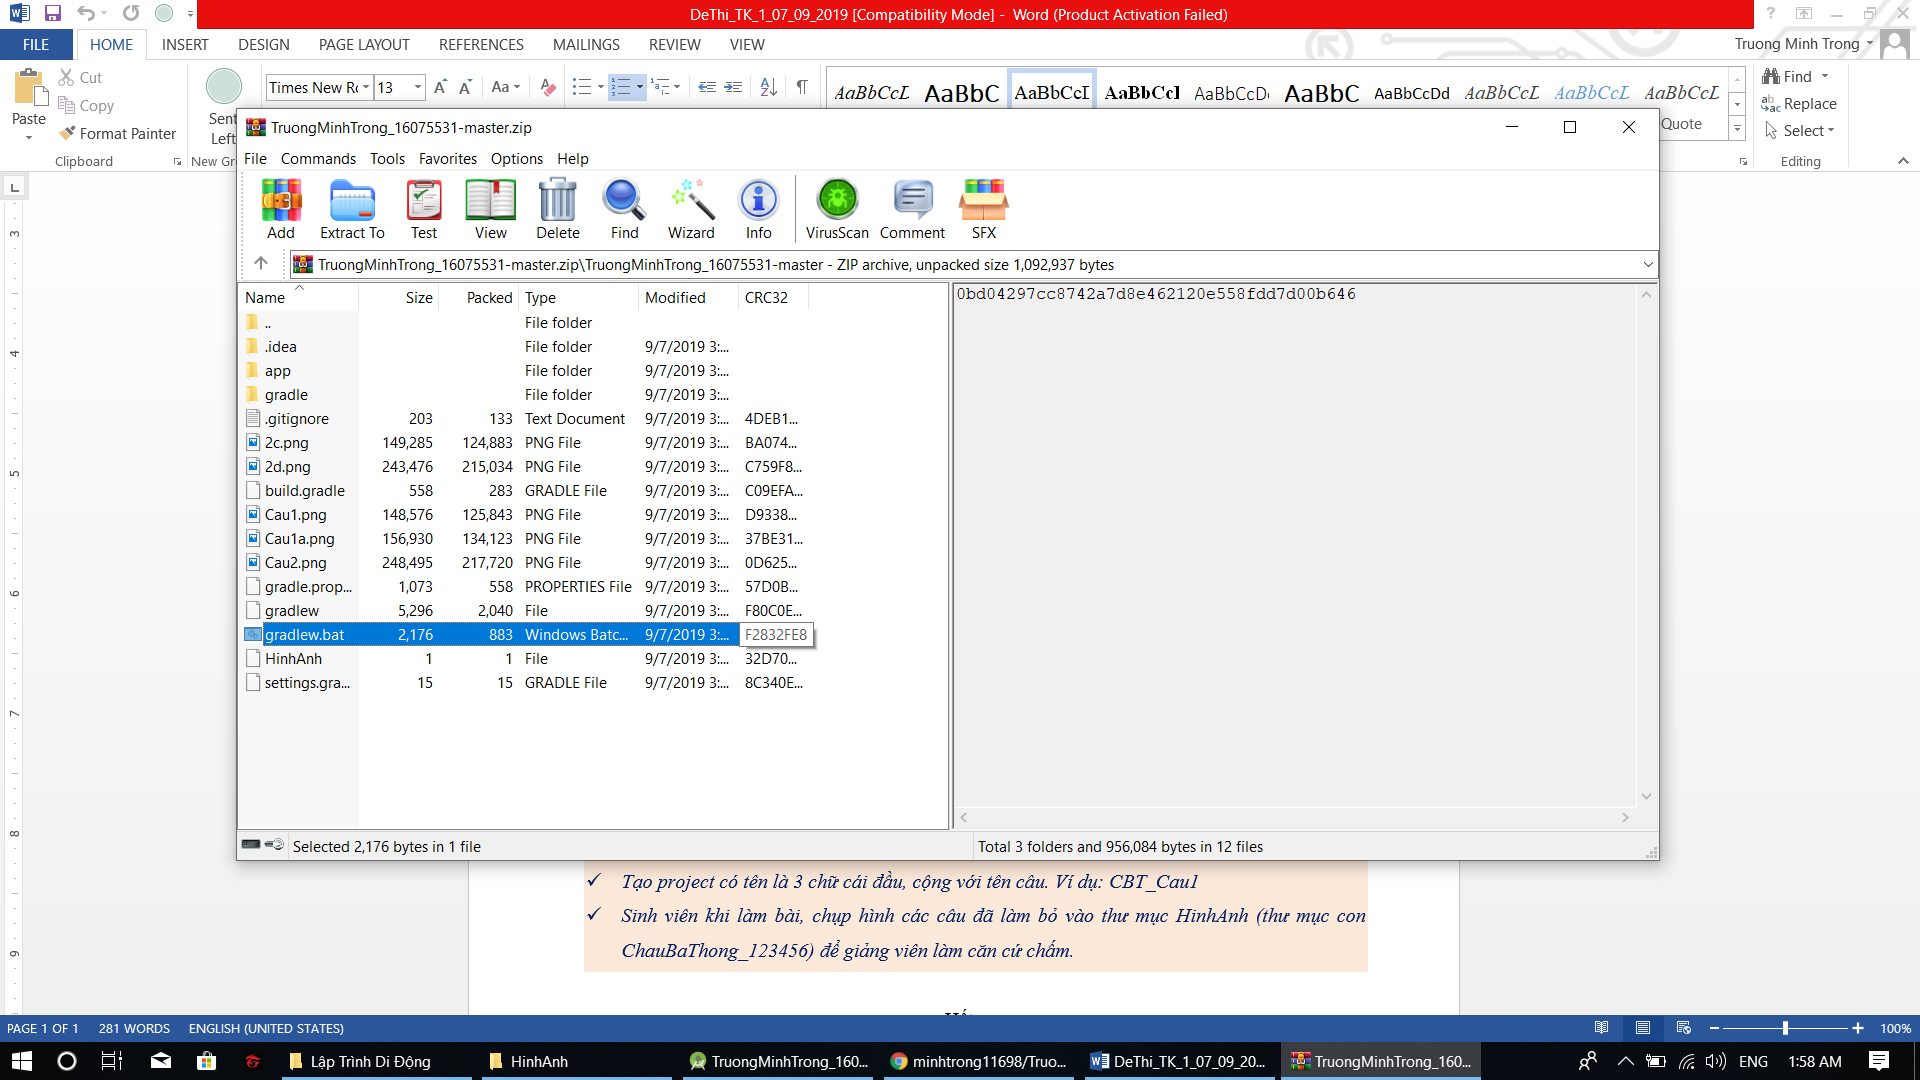 DeThi_TK_1_07_09_2019 [Compatibility Mode] - Word (Product Activation Failed)
FILE HOME INSERT DESIGN PAGE LAYOUT REFERENCES MAILINGS REVIEW VIEW Truong Minh Trong
Paste Cut Copy Format Painter
Clipboard
Times New Ro 13
AaBbCcL AaBbC AaBbCcI AaBbCcI AaBbCcDd AaBbC AaBbCcDd AaBbCcL AaBbCcL AaBbCcL
Quote
Find
Replace
Select
Editing
TruongMinhTrong_16075531-master.zip
File Commands Tools Favorites Options Help
Add Extract To Test View Delete Find Wizard Info VirusScan Comment SFX
TruongMinhTrong_16075531-master.zip\TruongMinhTrong_16075531-master - ZIP archive, unpacked size 1,092,937 bytes
Name Size Packed Type Modified CRC32
.. File folder
.idea File folder 9/7/2019 3:...
app File folder 9/7/2019 3:...
gradle File folder 9/7/2019 3:...
.gitignore 203 133 Text Document 9/7/2019 3:... 4DEB1...
2c.png 149,285 124,883 PNG File 9/7/2019 3:... BA074...
2d.png 243,476 215,034 PNG File 9/7/2019 3:... C759F8...
build.gradle 558 283 GRADLE File 9/7/2019 3:... C09EFA...
Cau1.png 148,576 125,843 PNG File 9/7/2019 3:... D9338...
Cau1a.png 156,930 134,123 PNG File 9/7/2019 3:... 37BE31...
Cau2.png 248,495 217,720 PNG File 9/7/2019 3:... 0D625...
gradle.prop... 1,073 558 PROPERTIES File 9/7/2019 3:... 57D0B...
gradlew 5,296 2,040 File 9/7/2019 3:... F80C0E...
gradlew.bat 2,176 883 Windows Batc... 9/7/2019 3:... F2832FE8
HinhAnh 1 1 File 9/7/2019 3:... 32D70...
settings.gra... 15 15 GRADLE File 9/7/2019 3:... 8C340E...
0bd04297cc8742a7d8e462120e558fdd7d00b646
Selected 2,176 bytes in 1 file
Total 3 folders and 956,084 bytes in 12 files
Tạo project có tên là 3 chữ cái đầu, cộng với tên câu. Ví dụ: CBT_Cau1
Sinh viên khi làm bài, chụp hình các câu đã làm bỏ vào thư mục HinhAnh (thư mục con
ChauBaThong_123456) để giảng viên làm căn cứ chấm.
PAGE 1 OF 1 281 WORDS ENGLISH (UNITED STATES) 100%
Lập Trình Di Động HinhAnh TruongMinhTrong_160... minhtrong11698/Truo... DeThi_TK_1_07_09_20... TruongMinhTrong_160... ENG 1:58 AM